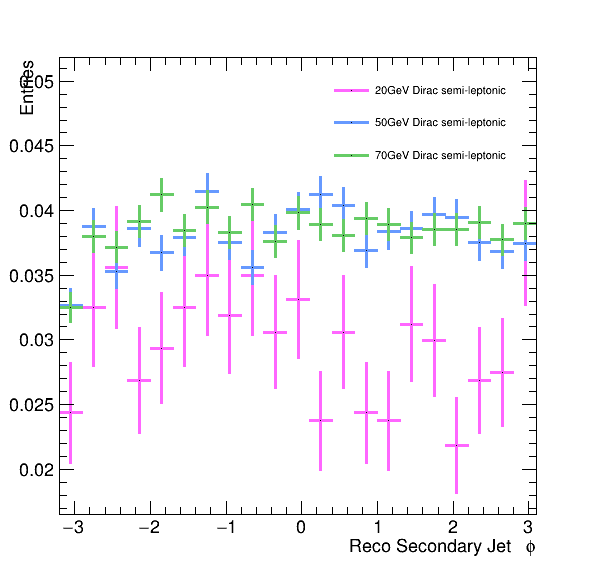 Entries
0.05
0.045
0.04
0.035
0.03
0.025
0.02
20GeV Dirac semi-leptonic
50GeV Dirac semi-leptonic
70GeV Dirac semi-leptonic
−3 −2 −1 0 1 2 3
Reco Secondary Jet ϕ